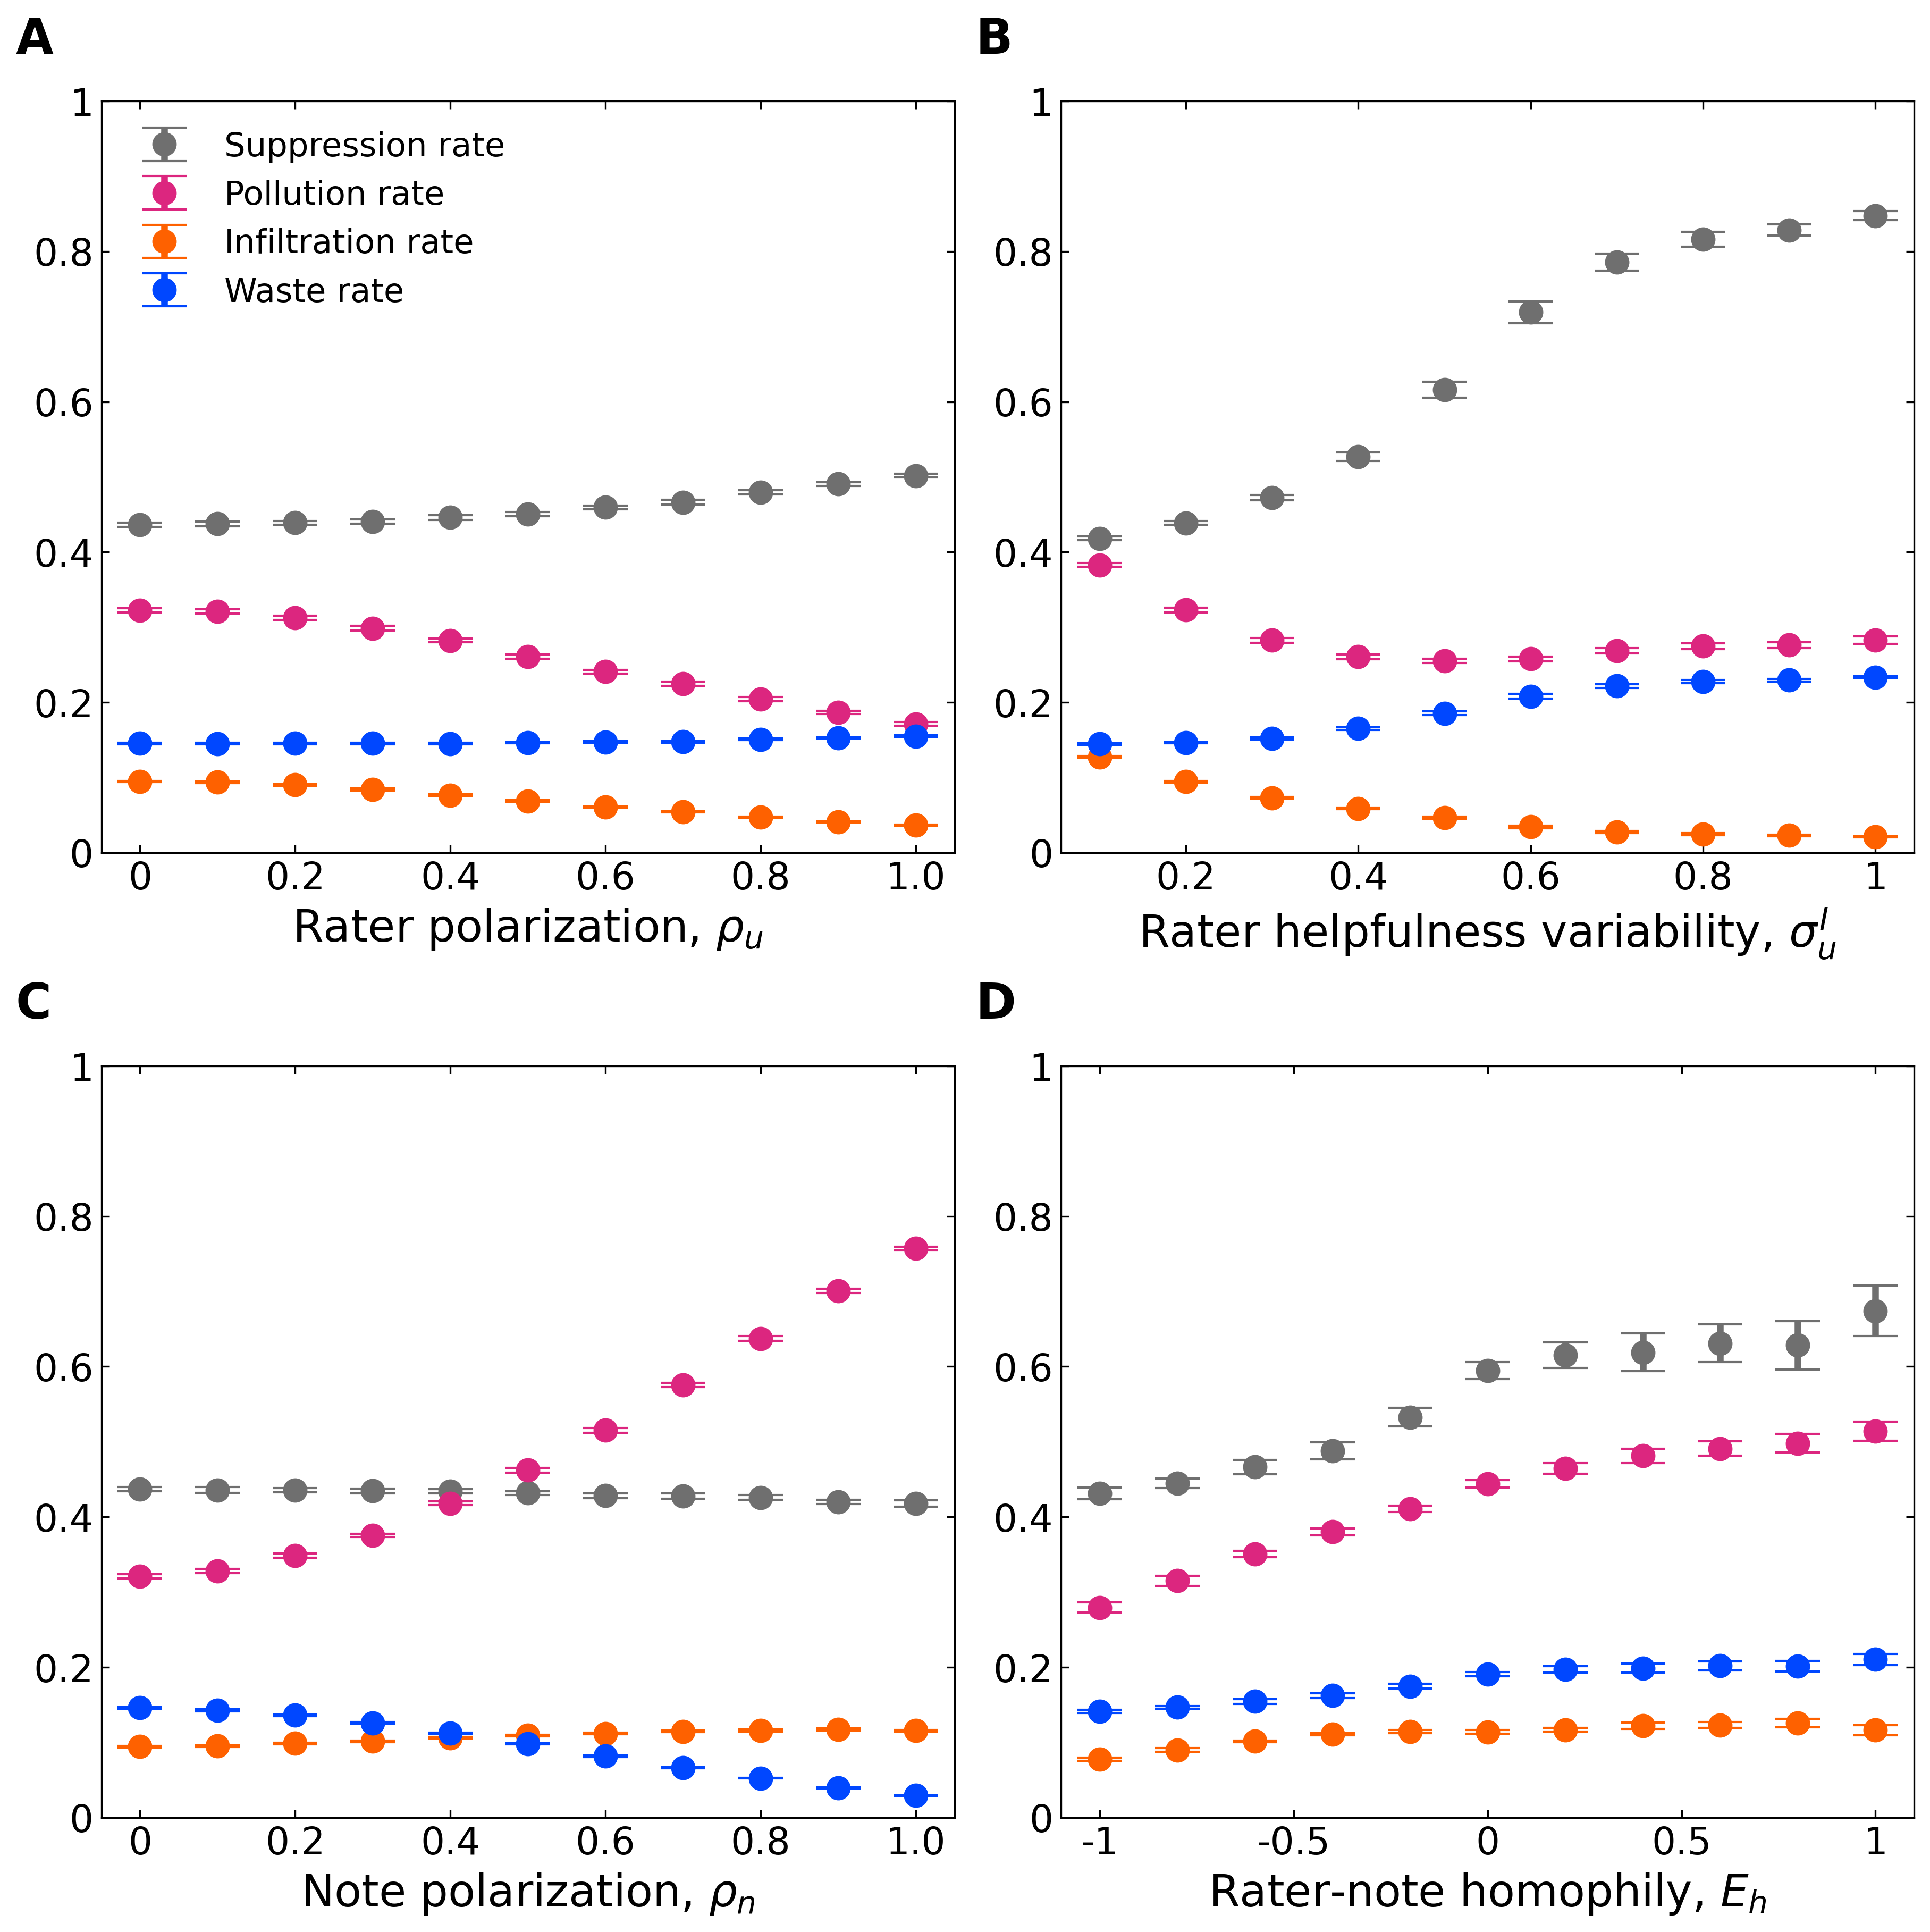 A
B
1
0.8
0.6
0.4
0.2
0
Suppression rate
Pollution rate
Infiltration rate
Waste rate
0 0.2 0.4 0.6 0.8 1.0
Rater polarization, ρu
1
0.8
0.6
0.4
0.2
0
0.2 0.4 0.6 0.8 1
Rater helpfulness variability, σ_u^I
C
D
1
0.8
0.6
0.4
0.2
0
0 0.2 0.4 0.6 0.8 1.0
Note polarization, ρn
1
0.8
0.6
0.4
0.2
0
-1 -0.5 0 0.5 1
Rater-note homophily, Eh